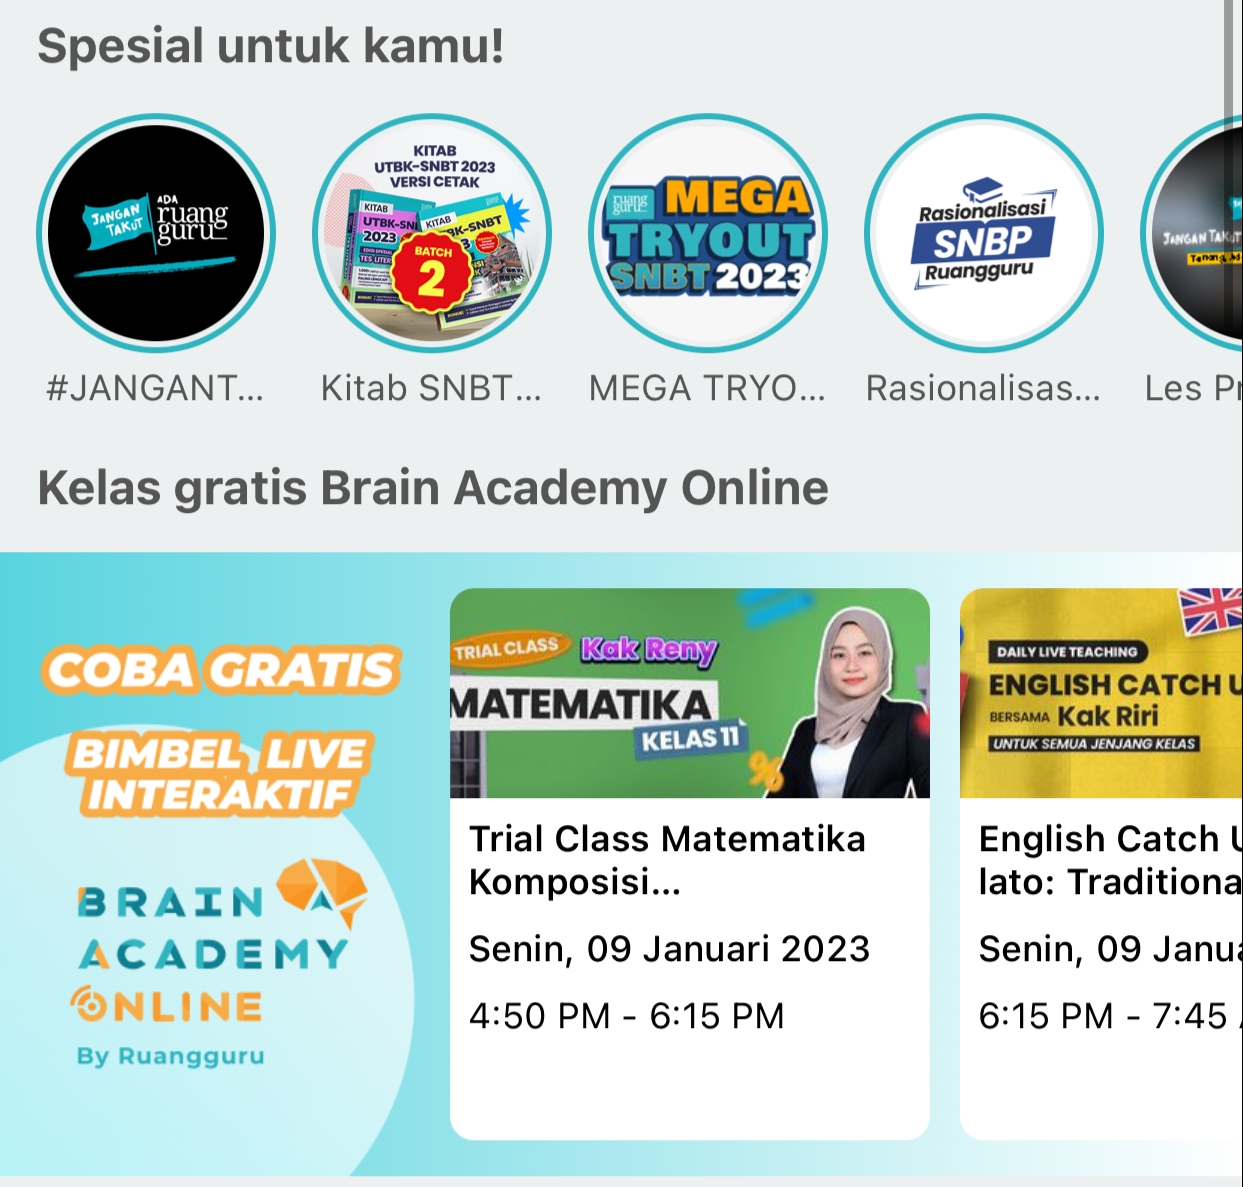 Spesial untuk kamu!
JANGAN TAKUT
ADA
ruang
guru
KITAB
UTBK-SNBT 2023
VERSI CETAK
KITAB
UTBK-SN
2023
KITAB
BK-SNBT
BATCH
2
ruang
guru
MEGA
TRYOUT
SNBT 2023
Rasionalisasi
SNBP
Ruangguru
JANGAN TAKUT
#JANGANT...
Kitab SNBT...
MEGA TRYO...
Rasionalisas...
Les Pr
Kelas gratis Brain Academy Online
COBA GRATIS
BIMBEL LIVE
INTERAKTIF
BRAIN
ACADEMY
ONLINE
By Ruangguru
TRIAL CLASS Kak Reny
MATEMATIKA
KELAS 11
Trial Class Matematika
Komposisi...
Senin, 09 Januari 2023
4:50 PM - 6:15 PM
DAILY LIVE TEACHING
ENGLISH CATCH U
BERSAMA Kak Riri
UNTUK SEMUA JENJANG KELAS
English Catch U
lato: Traditiona
Senin, 09 Janua
6:15 PM - 7:45